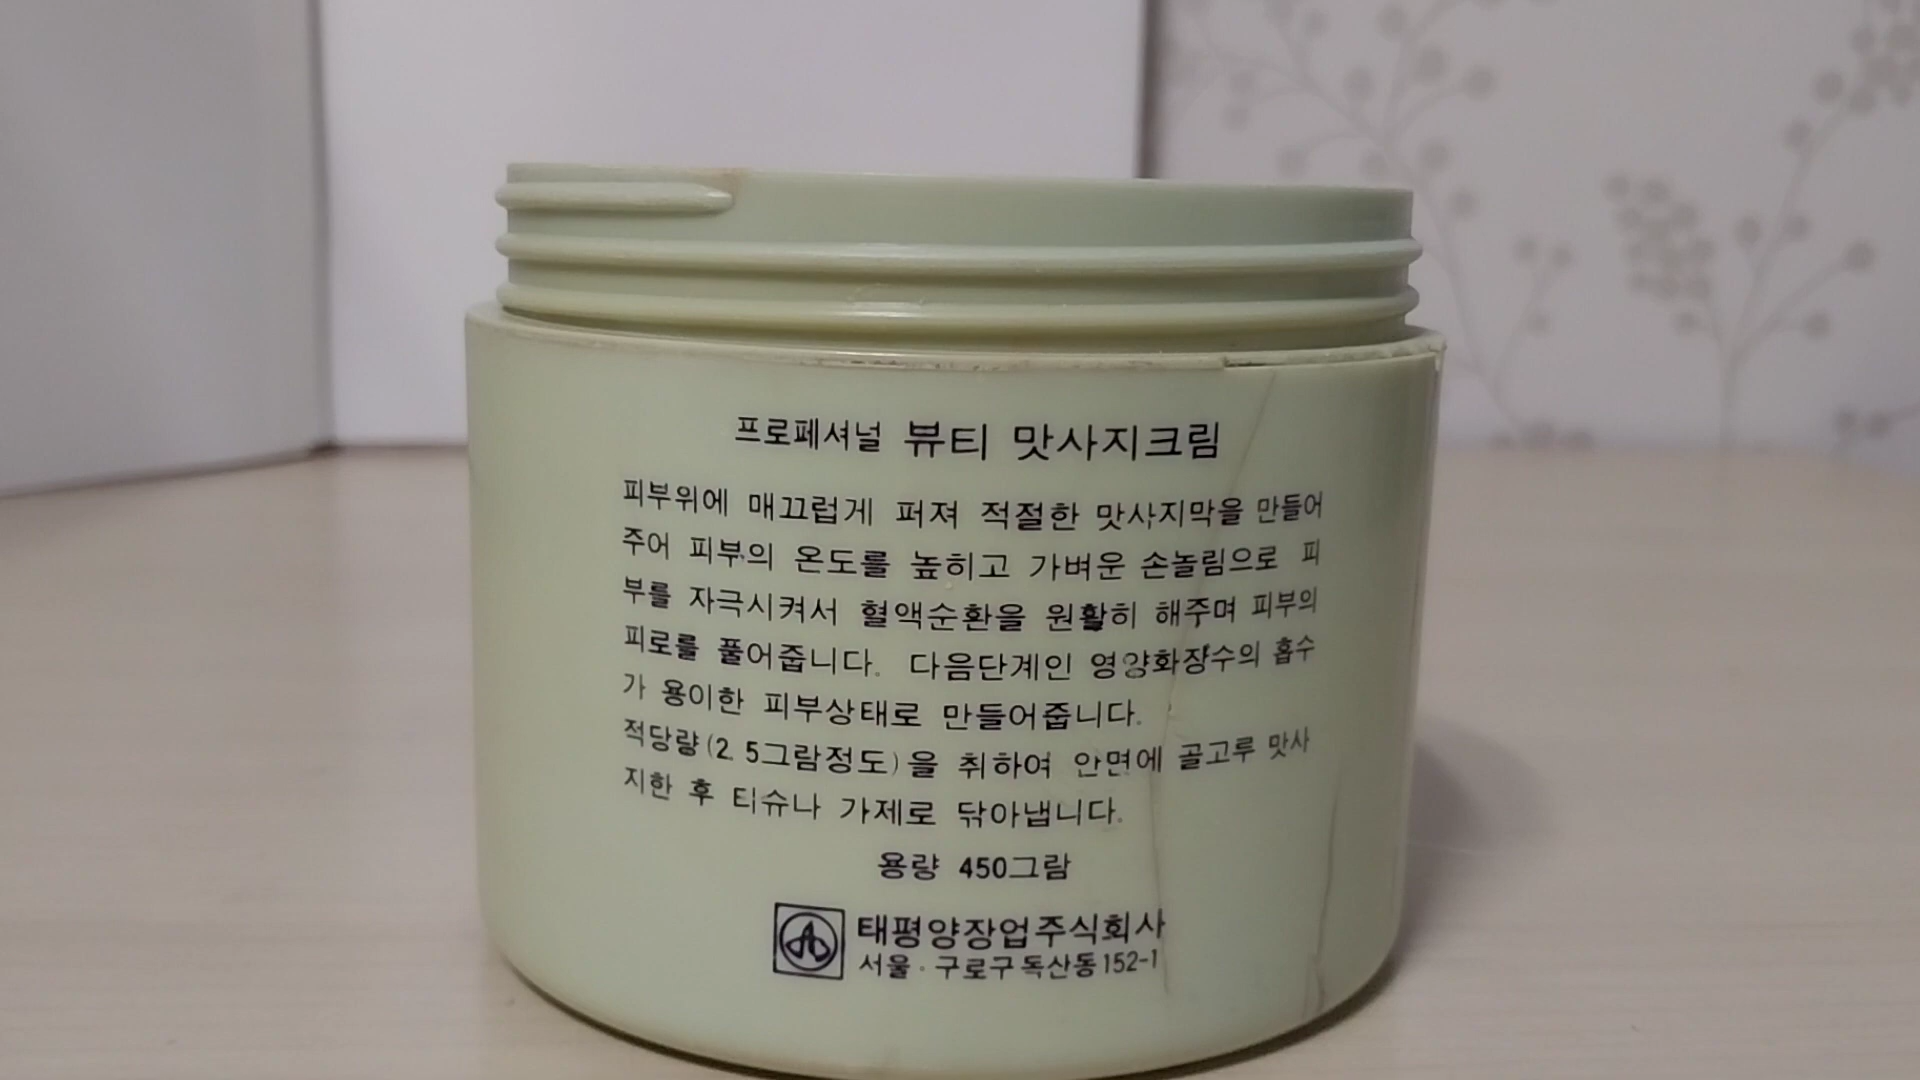 프로페셔널 뷰티 맛사지크림
피부위에 매끄럽게 퍼져 적절한 맛사지막을 만들어
주어 피부의 온도를 높히고 가벼운 손놀림으로 피
부를 자극시켜서 혈액순환을 원활히 해주며 피부의
피로를 풀어줍니다. 다음단계인 영양화장수의 흡수
가 용이한 피부상태로 만들어줍니다.
적당량(2.5그람정도)을 취하여 안면에 골고루 맛사
지한 후 티슈나 가제로 닦아냅니다.
용량 450그람
태평양장업주식회사
서울·구로구독산동152-1